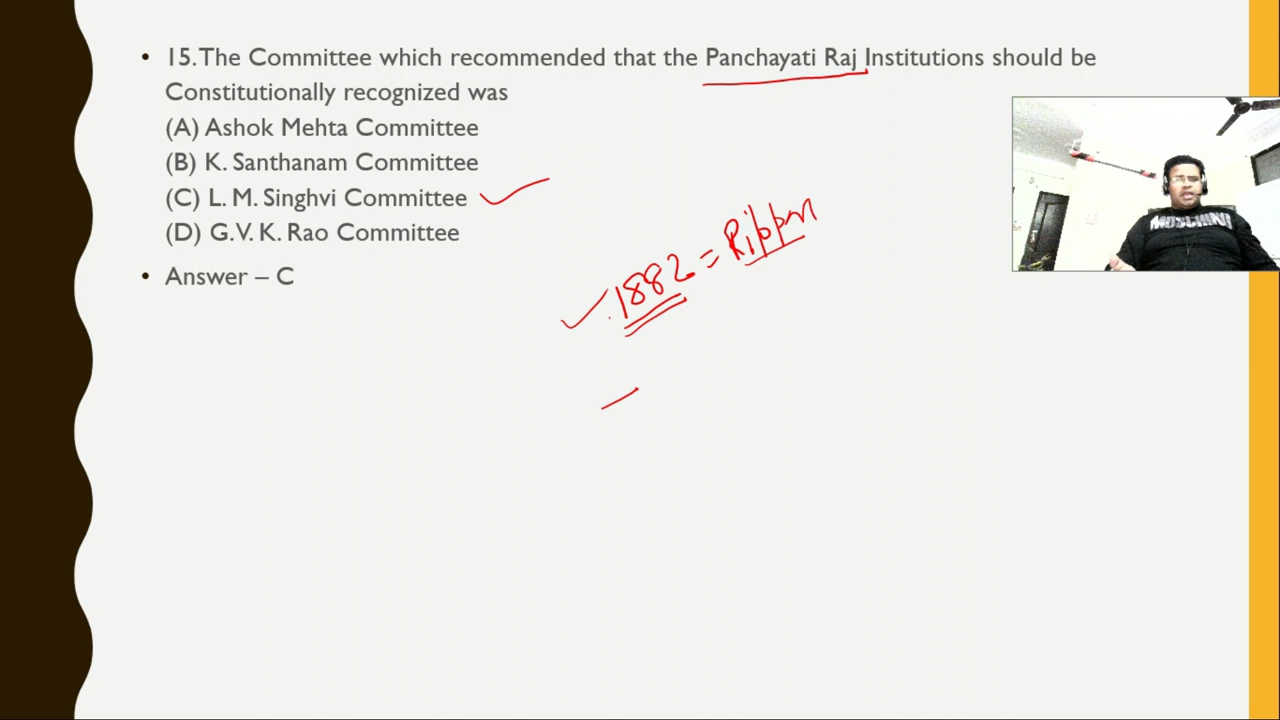 • 15. The Committee which recommended that the Panchayati Raj Institutions should be
Constitutionally recognized was
(A) Ashok Mehta Committee
(B) K. Santhanam Committee
(C) L. M. Singhvi Committee
(D) G. V. K. Rao Committee
• Answer – C
1882 = Rippon
MOSCHINO